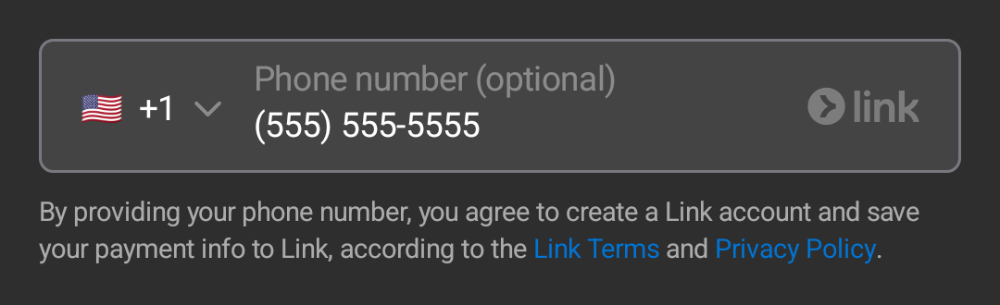 Phone number (optional)
+1 (555) 555-5555
link
By providing your phone number, you agree to create a Link account and save
your payment info to Link, according to the Link Terms and Privacy Policy.